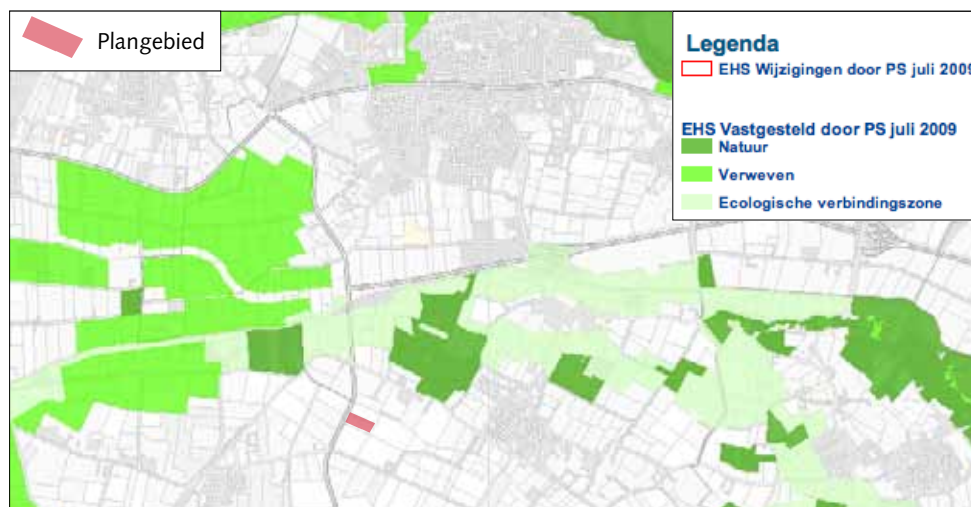 Plangebied
Legenda
EHS Wijzigingen door PS juli 2009
EHS Vastgesteld door PS juli 2009
Natuur
Verweven
Ecologische verbindingszone